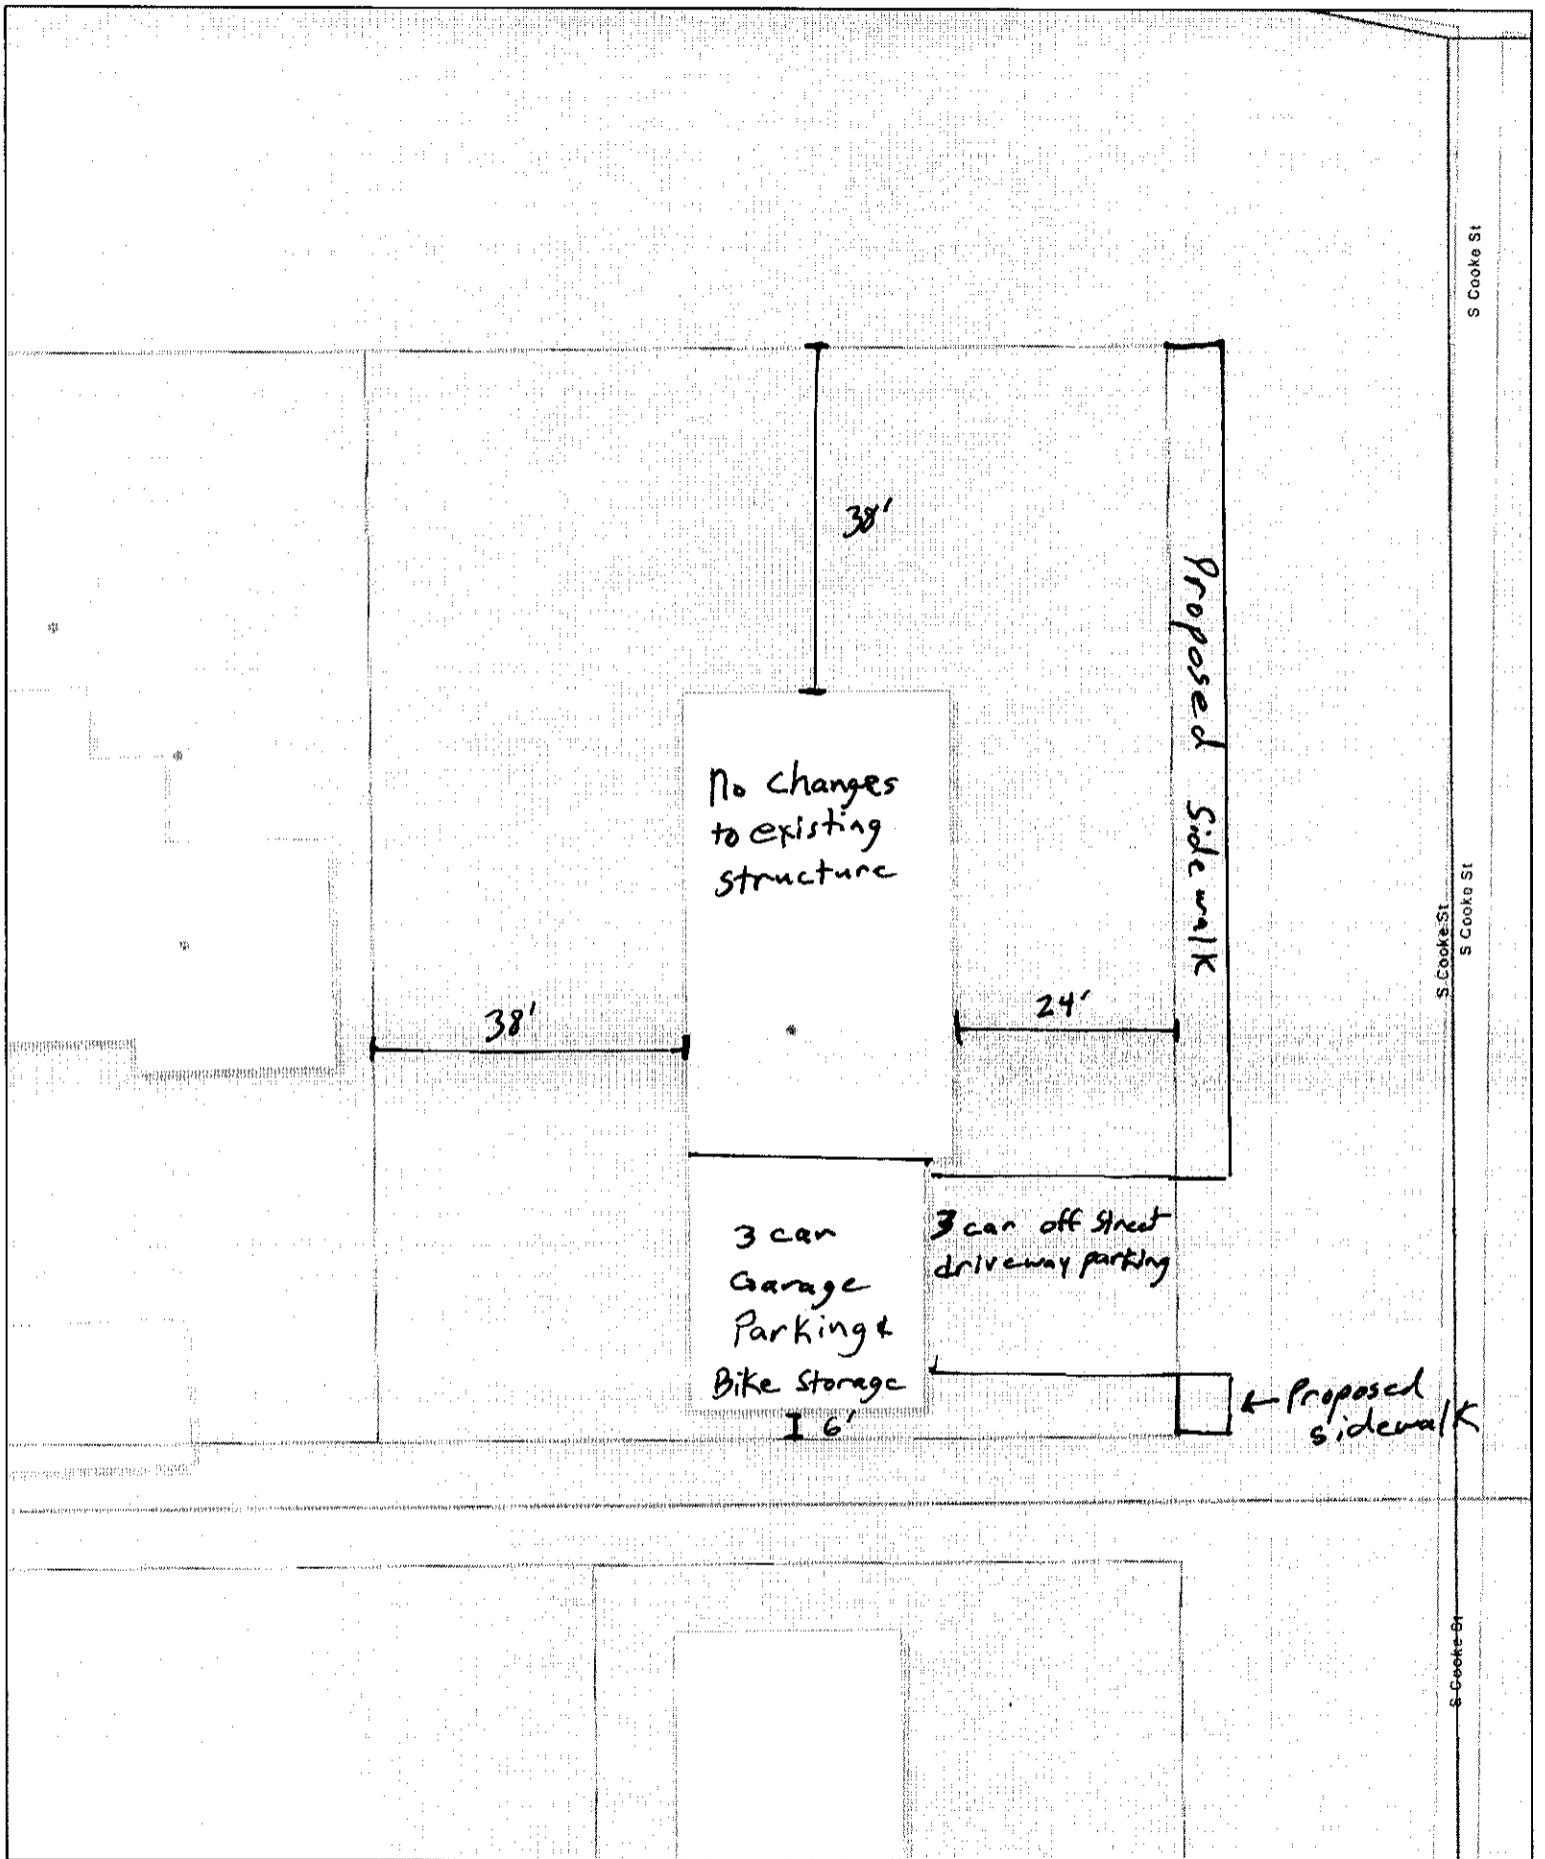 S Cooke St
38'
Proposed Sidewalk
No changes
to existing
structure
S Cooke St
S Cooke St
38'
24'
3 car
Garage
Parking &
Bike Storage
3 car off street
driveway parking
6'
← Proposed
sidewalk
S Cooke St